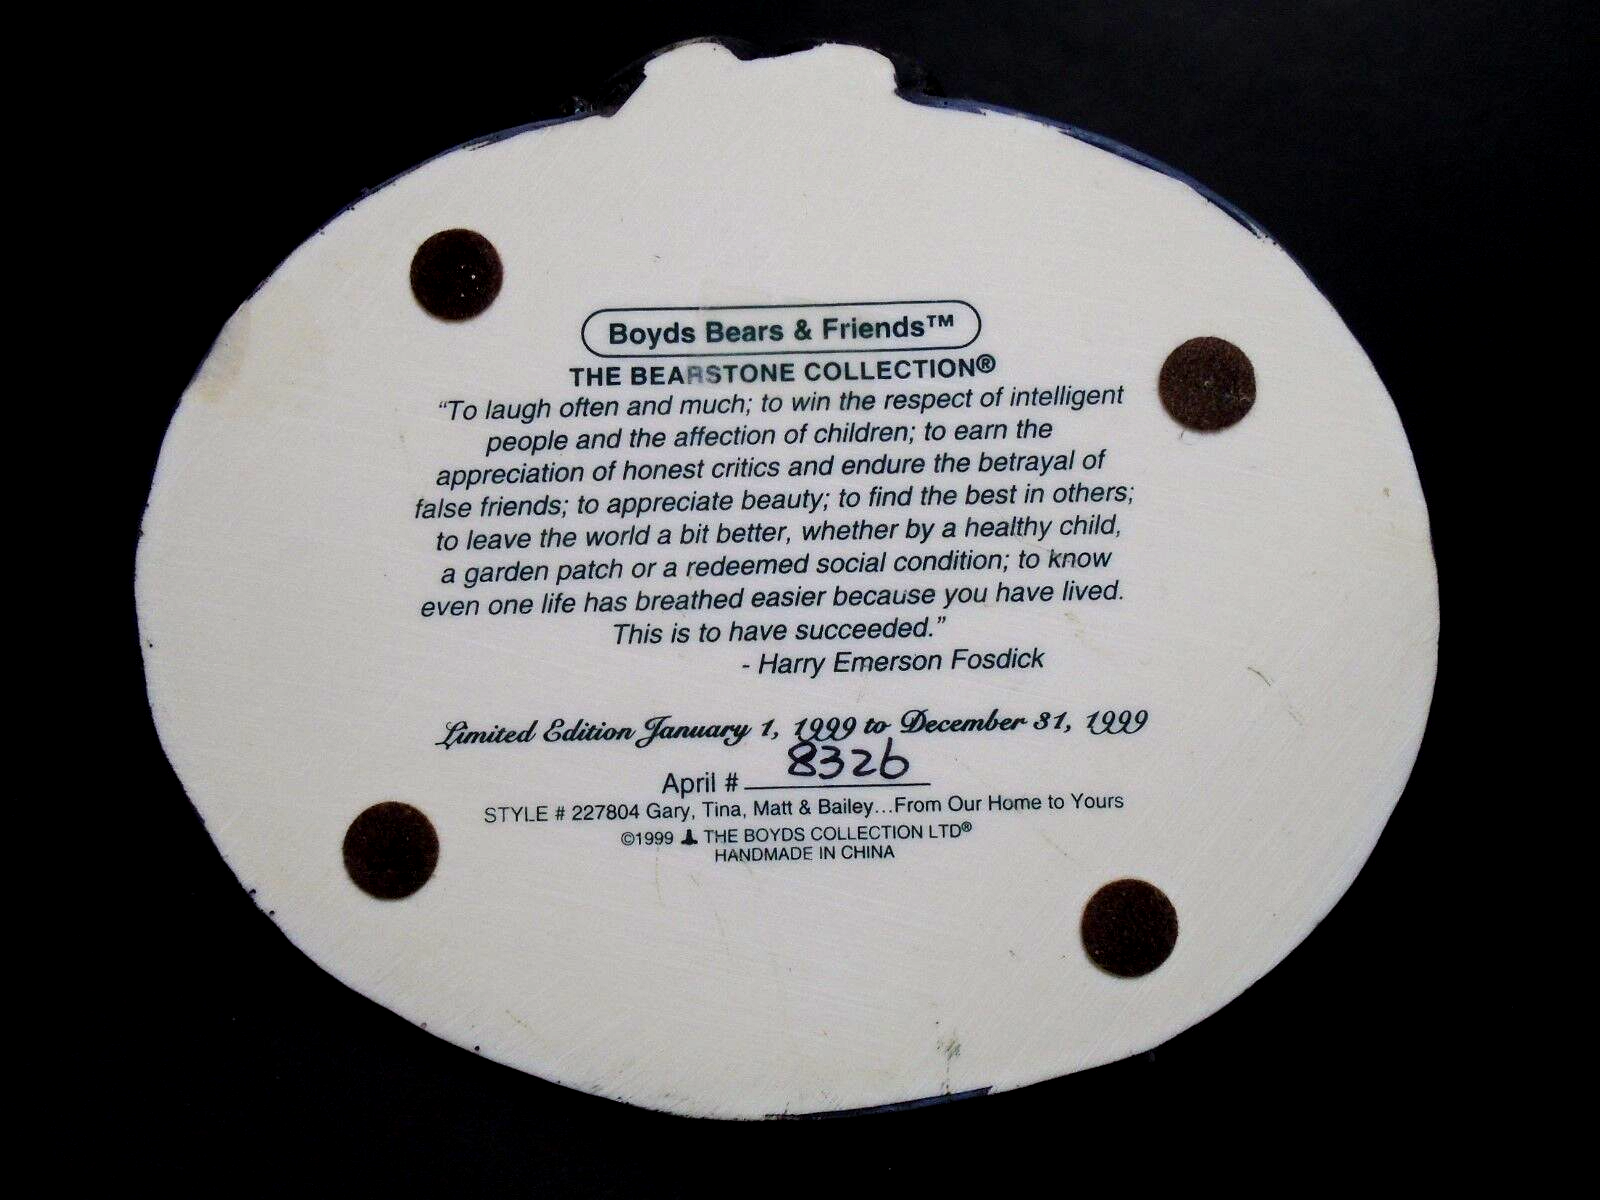 Boyds Bears & Friends™
THE BEARSTONE COLLECTION®
“To laugh often and much; to win the respect of intelligent
people and the affection of children; to earn the
appreciation of honest critics and endure the betrayal of
false friends; to appreciate beauty; to find the best in others;
to leave the world a bit better, whether by a healthy child,
a garden patch or a redeemed social condition; to know
even one life has breathed easier because you have lived.
This is to have succeeded.”
- Harry Emerson Fosdick
Limited Edition January 1, 1999 to December 31, 1999
April # 8326
STYLE # 227804 Gary, Tina, Matt & Bailey...From Our Home to Yours
©1999 THE BOYDS COLLECTION LTD®
HANDMADE IN CHINA